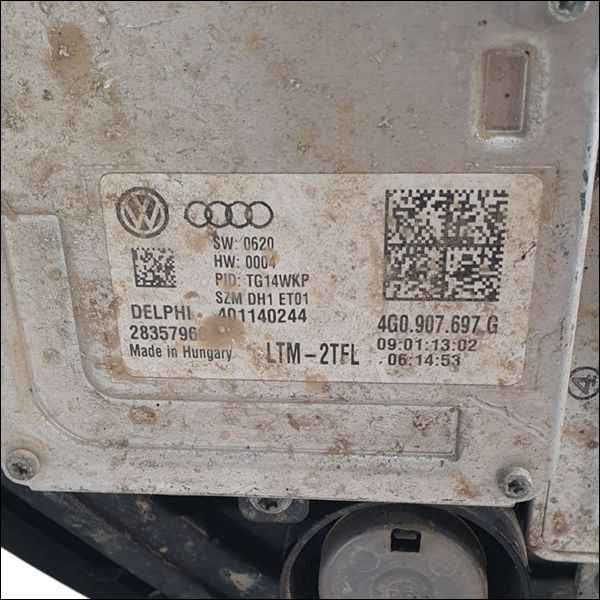 SW: 0620
HW: 0004
PID: TG14WKP
SZM DH1 ET01
DELPHI 401140244
Made in Hungary
LTM-2TFL
4G0.907.697 G
09:01:13:02
06:14:53
4